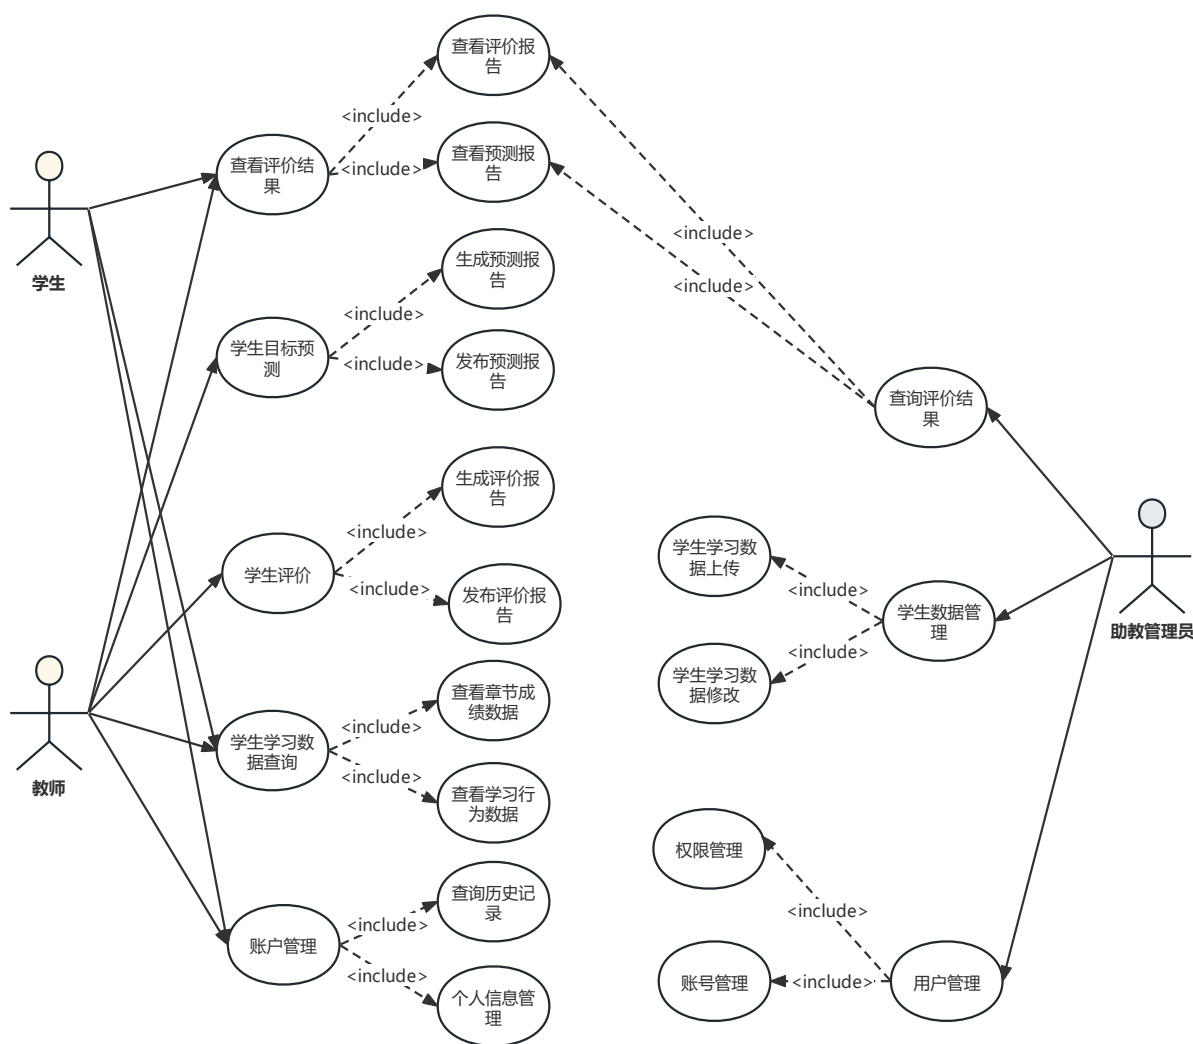 查看评价报
告
<include>
查看评价结
果
<include>
查看预测报
告
学生
<include>
<include>
生成预测报
告
<include>
学生目标预
测
<include>
发布预测报
告
查询评价结
果
生成评价报
告
<include>
学生评价
<include>
发布评价报
告
学生学习数
据上传
<include>
学生数据管
理
<include>
学生学习数
据修改
助教管理员
教师
查看章节成
绩数据
<include>
学生学习数
据查询
<include>
查看学习行
为数据
权限管理
<include>
查询历史记
录
<include>
账户管理
<include>
个人信息管
理
账号管理
<include>
用户管理